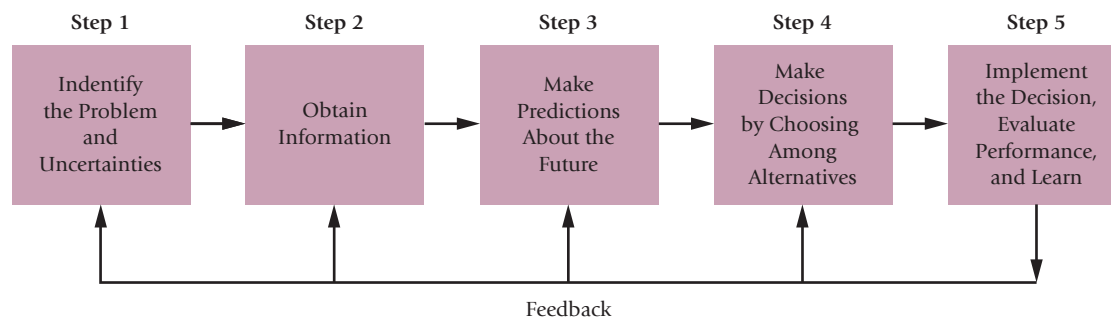 Step 1
Indentify
the Problem
and
Uncertainties
Step 2
Obtain
Information
Step 3
Make
Predictions
About the
Future
Step 4
Make
Decisions
by Choosing
Among
Alternatives
Step 5
Implement
the Decision,
Evaluate
Performance,
and Learn
Feedback